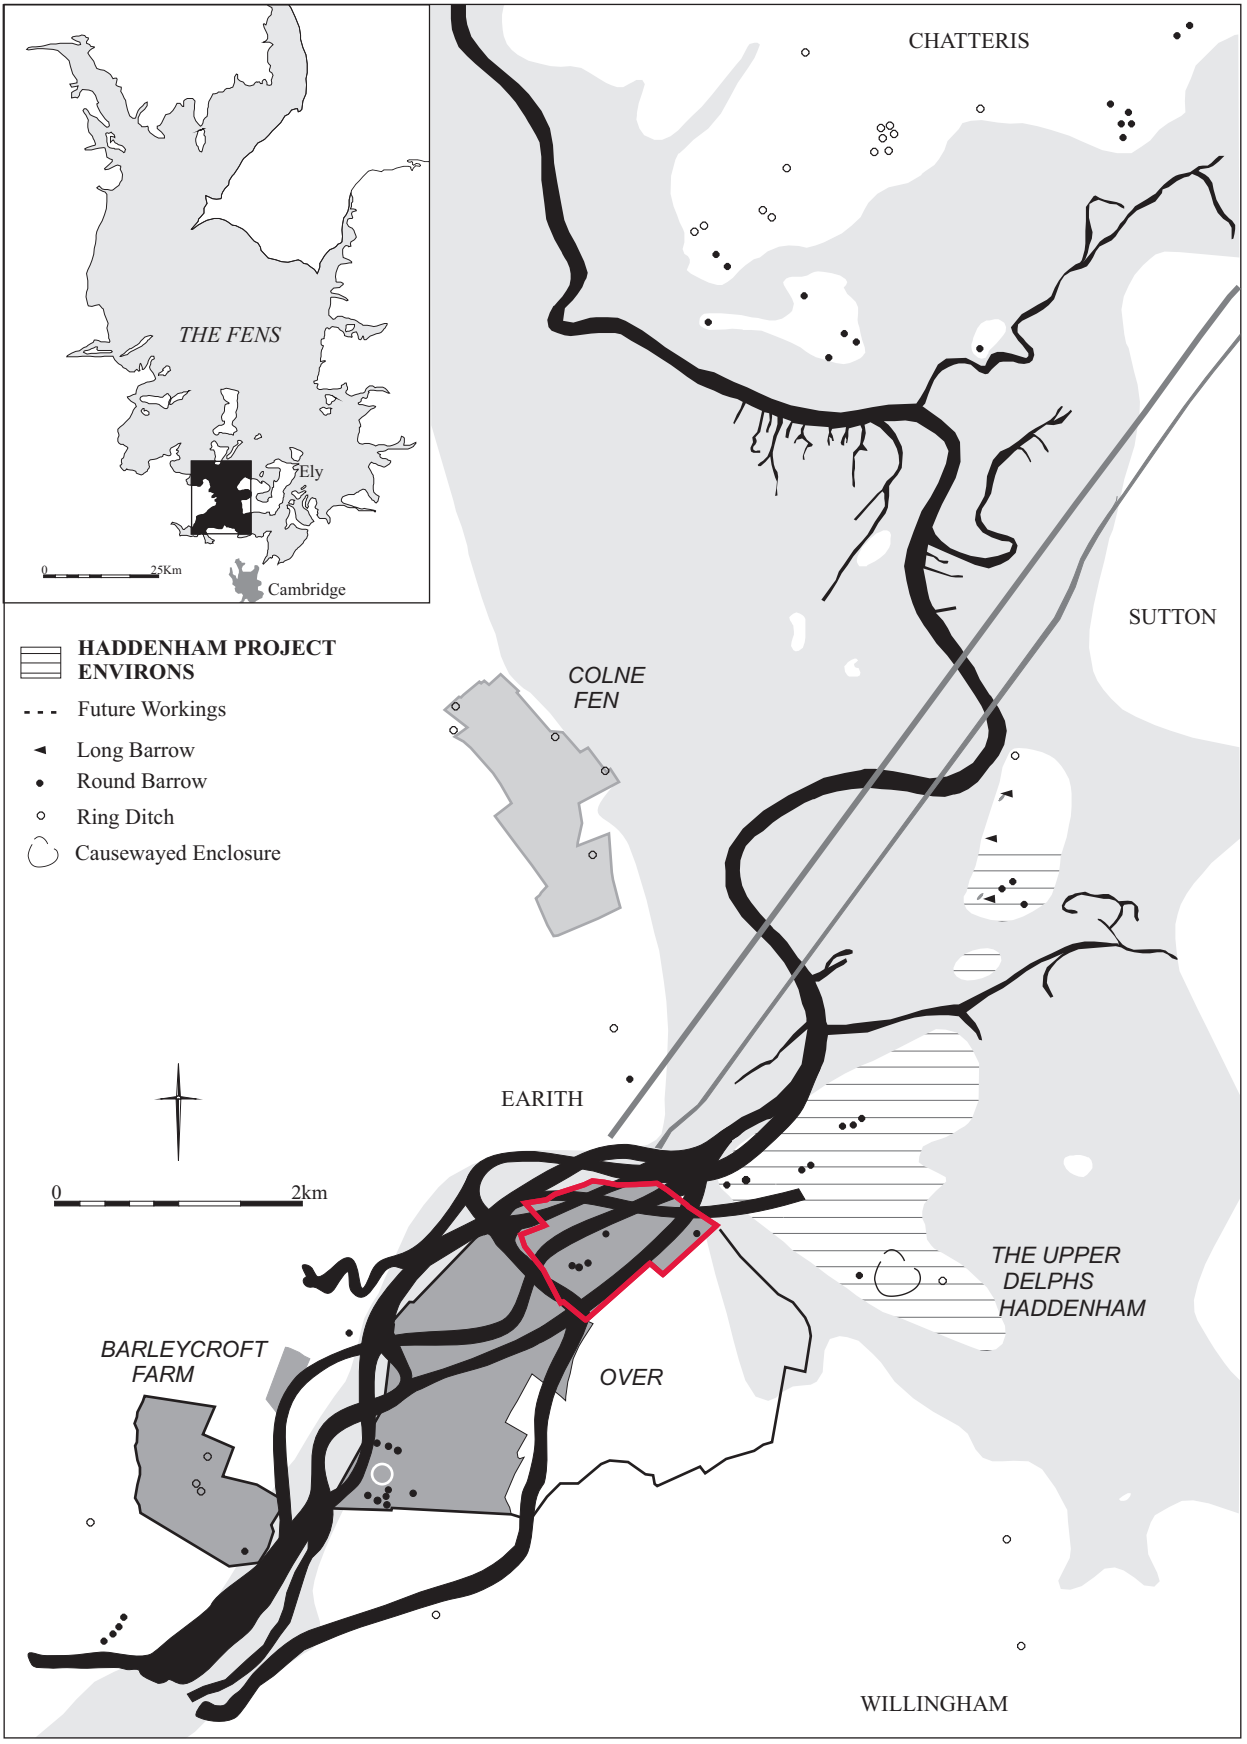 CHATTERIS
THE FENS
Ely
0 25Km
Cambridge
HADDENHAM PROJECT
ENVIRONS
Future Workings
Long Barrow
Round Barrow
Ring Ditch
Causewayed Enclosure
SUTTON
COLNE
FEN
EARITH
0 2km
THE UPPER
DELPHS
HADDENHAM
BARLEYCROFT
FARM
OVER
WILLINGHAM